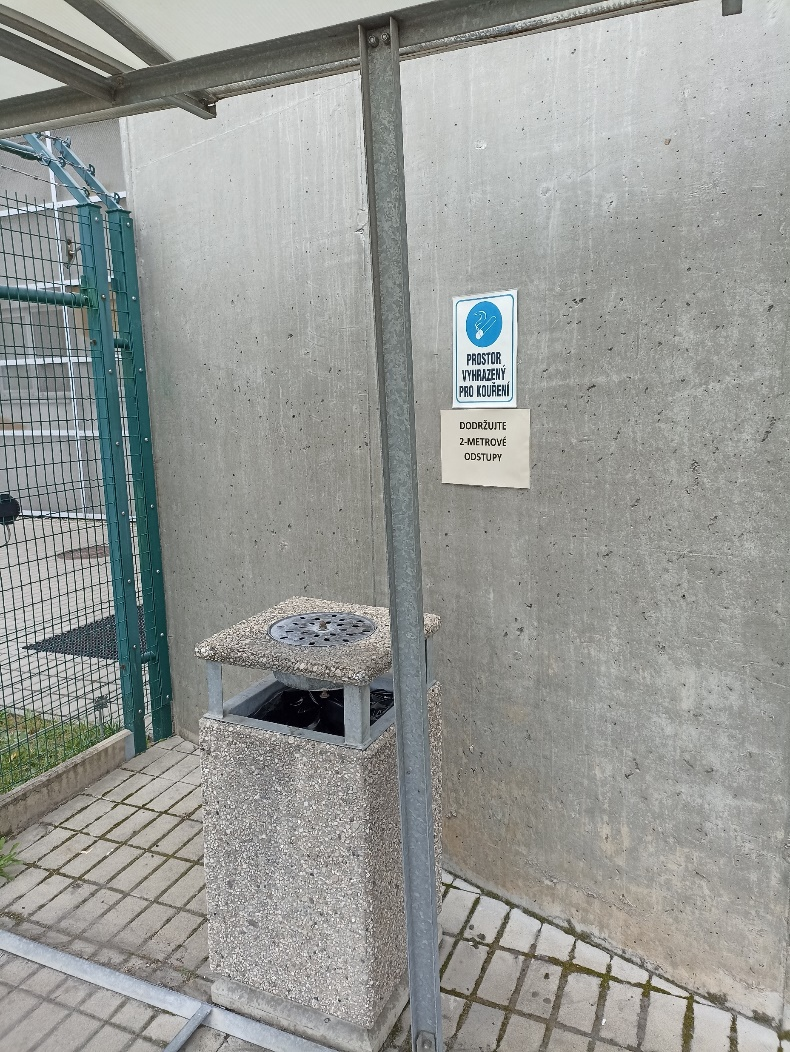 PROSTOR
VYHRAZENÝ
PRO KOUŘENÍ
DODRŽUJTE
2-METROVÉ
ODSTUPY